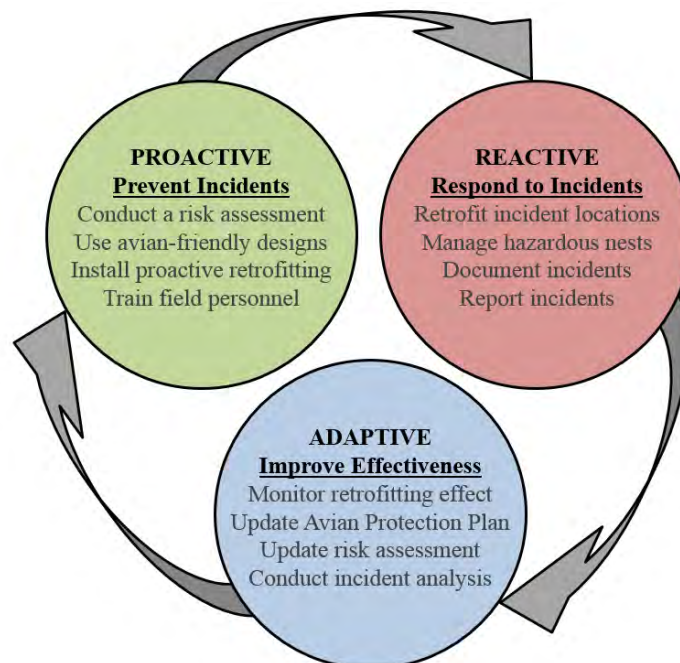 PROACTIVE
Prevent Incidents
Conduct a risk assessment
Use avian-friendly designs
Install proactive retrofitting
Train field personnel
REACTIVE
Respond to Incidents
Retrofit incident locations
Manage hazardous nests
Document incidents
Report incidents
ADAPTIVE
Improve Effectiveness
Monitor retrofitting effect
Update Avian Protection Plan
Update risk assessment
Conduct incident analysis